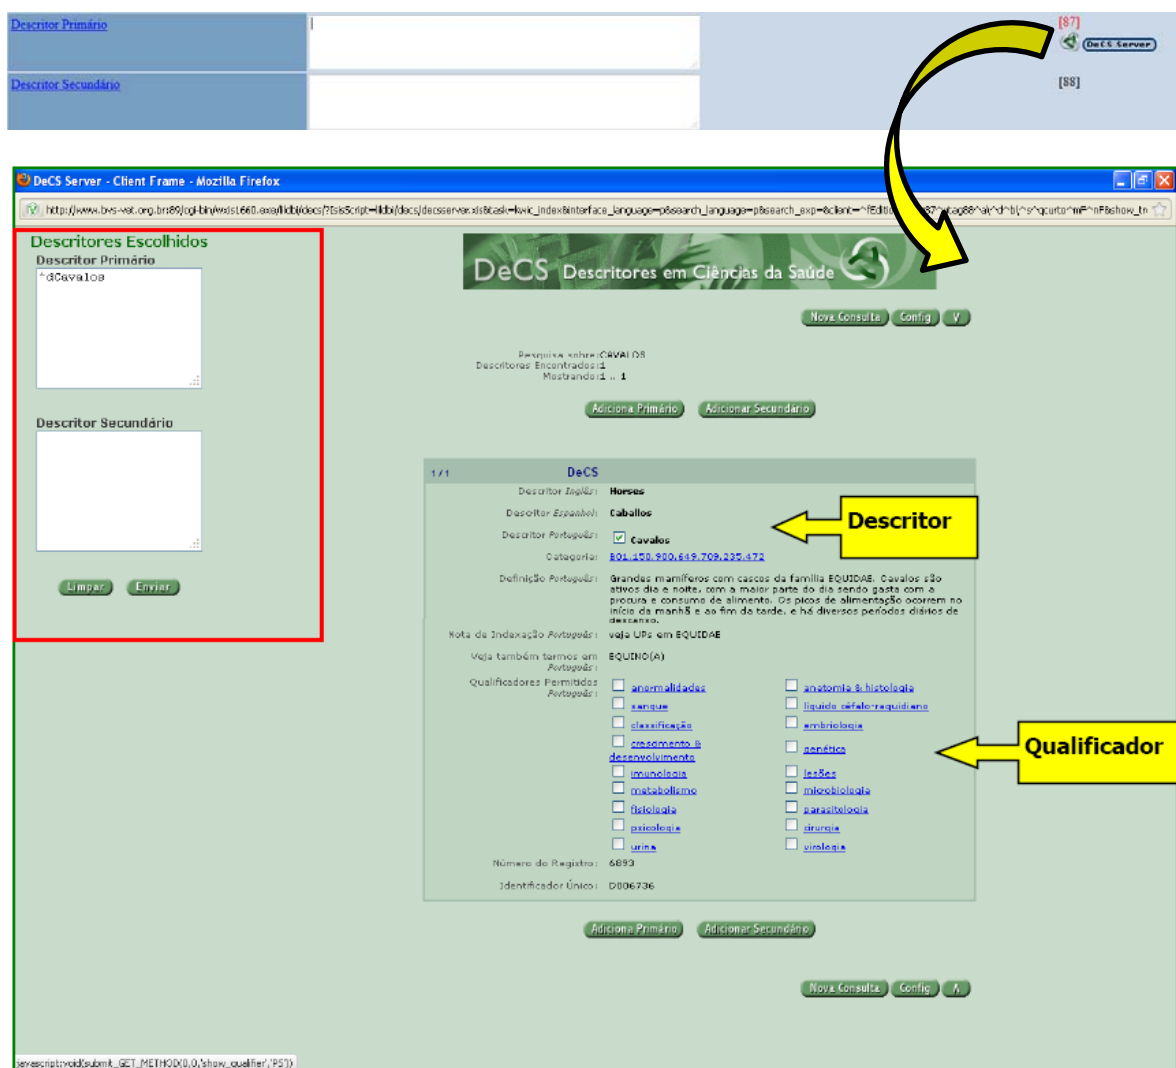 Descritor Primário
[87]
DeCS Server
Descritor Secundário
[88]
DeCS Server - Client Frame - Mozilla Firefox
Descritores Escolhidos
Descritor Primário
^dCavalos
Descritor Secundário
Limpar Enviar
DeCS Descritores em Ciências da Saúde
Nova Consulta Config V
Pesquisa sobre: CAVALOS
Descritores Encontrados: 1
Mostrando: 1 .. 1
Adiciona Primário Adicionar Secundário
1 / 1 DeCS
Descritor Inglês: Horses
Descritor Espanhol: Caballos
Descritor Português: Cavalos
Categoria: B01.150.900.649.709.235.472
Definição Português: Grandes mamíferos com cascos da família EQUIDAE. Cavalos são
ativos dia e noite, com a maior parte do dia sendo gasta com a
procura e consumo de alimento. Os picos de alimentação ocorrem no
início da manhã e ao fim da tarde, e há diversos períodos diários de
descanso.
Nota de Indexação Português: veja UPs em EQUIDAE
Veja também termos em Português: EQUINO(A)
Qualificadores Permitidos Português:
anormalidades anatomia & histologia
sangue líquido céfalo-raquidiano
classificação embriologia
crescimento & desenvolvimento genética
imunologia lesões
metabolismo microbiologia
fisiologia parasitologia
psicologia cirurgia
urina virologia
Número do Registro: 6893
Identificador Único: D006736
Descritor
Qualificador
Adiciona Primário Adicionar Secundário
Nova Consulta Config Λ
javascript:void(submit_GET_METHOD(0,0,'show_qualifier','PS'))